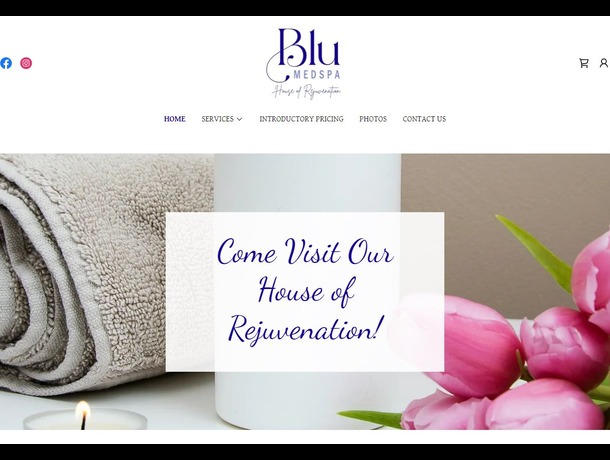 Blu
MEDSPA
House of Rejuvenation
HOME SERVICES INTRODUCTORY PRICING PHOTOS CONTACT US
Come Visit Our
House of
Rejuvenation!